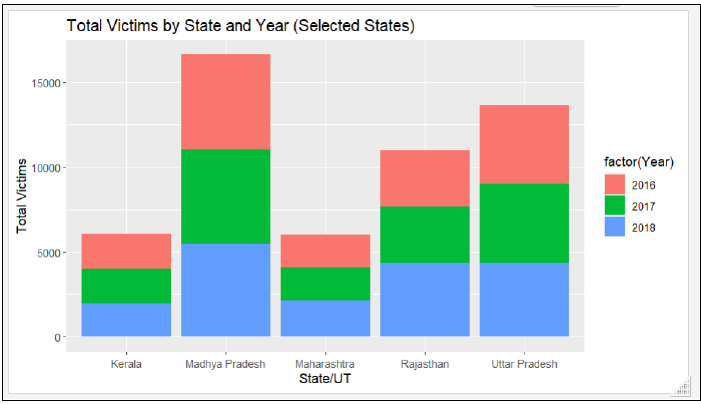 Total Victims by State and Year (Selected States)
15000
10000
5000
0
Total Victims
Kerala
Madhya Pradesh
Maharashtra
Rajasthan
Uttar Pradesh
State/UT
factor(Year)
2016
2017
2018